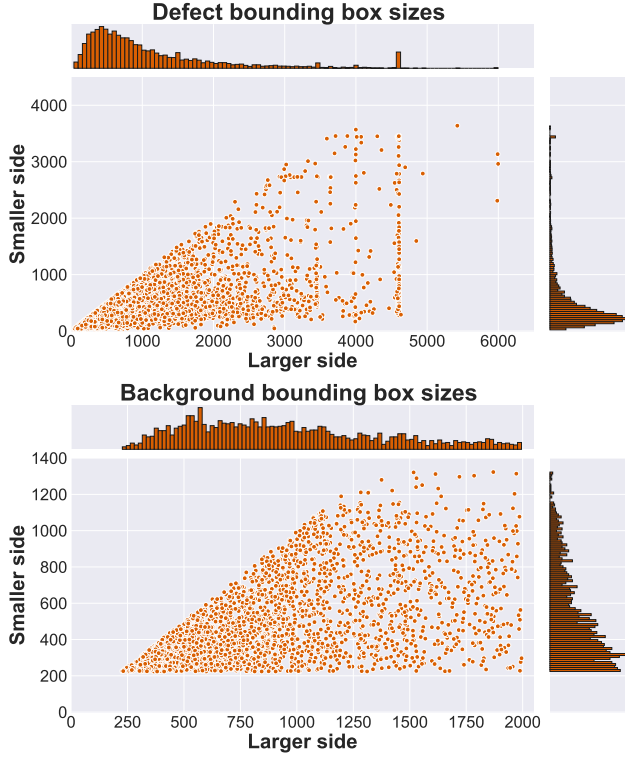 Defect bounding box sizes
4000
3000
2000
1000
0
Smaller side
0 1000 2000 3000 4000 5000 6000
Larger side
Background bounding box sizes
1400
1200
1000
800
600
400
200
0
Smaller side
0 250 500 750 1000 1250 1500 1750 2000
Larger side